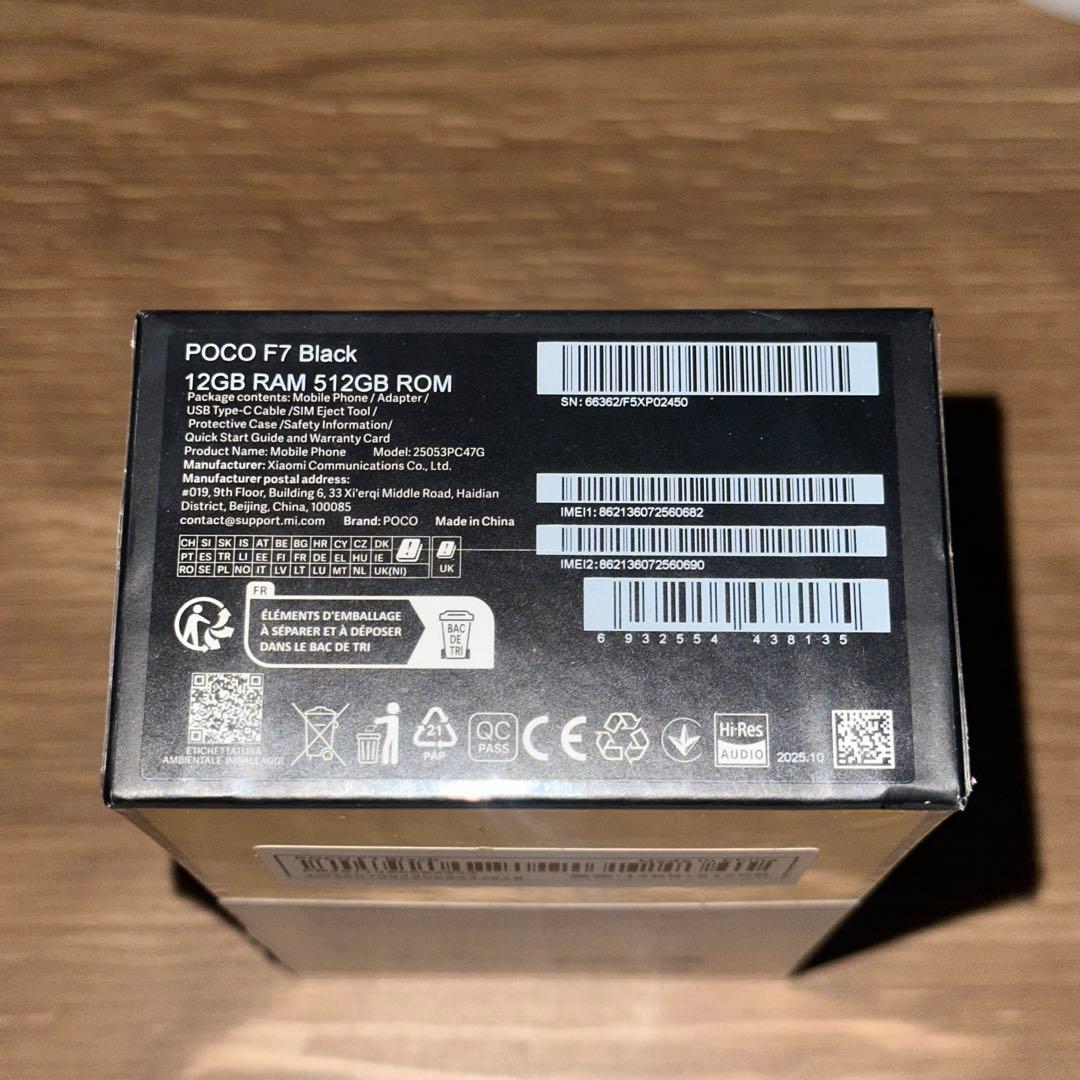 POCO F7 Black
12GB RAM 512GB ROM
Package contents: Mobile Phone / Adapter /
USB Type-C Cable /SIM Eject Tool /
Protective Case /Safety Information/
Quick Start Guide and Warranty Card
Product Name: Mobile Phone Model: 25053PC47G
Manufacturer: Xiaomi Communications Co., Ltd.
Manufacturer postal address:
#019, 9th Floor, Building 6, 33 Xi'erqi Middle Road, Haidian
District, Beijing, China, 100085
contact@support.mi.com Brand: POCO Made in China
CH SI SK IS AT BE BG HR CY CZ DK
PT ES TR LI EE FI FR DE EL HU IE
RO SE PL NO IT LV LT LU MT NL UK(NI)
UK
SN: 66362/F5XP02450
IMEI1: 862136072560682
IMEI2: 862136072560690
6 932554 438135
FR
ÉLÉMENTS D'EMBALLAGE
À SÉPARER ET À DÉPOSER
DANS LE BAC DE TRI
BAC
DE
TRI
ETICHETTATURA
AMBIENTALE IMBALLAGGI
21
PAP
QC
PASS
CE
Hi-Res
AUDIO
2025.10